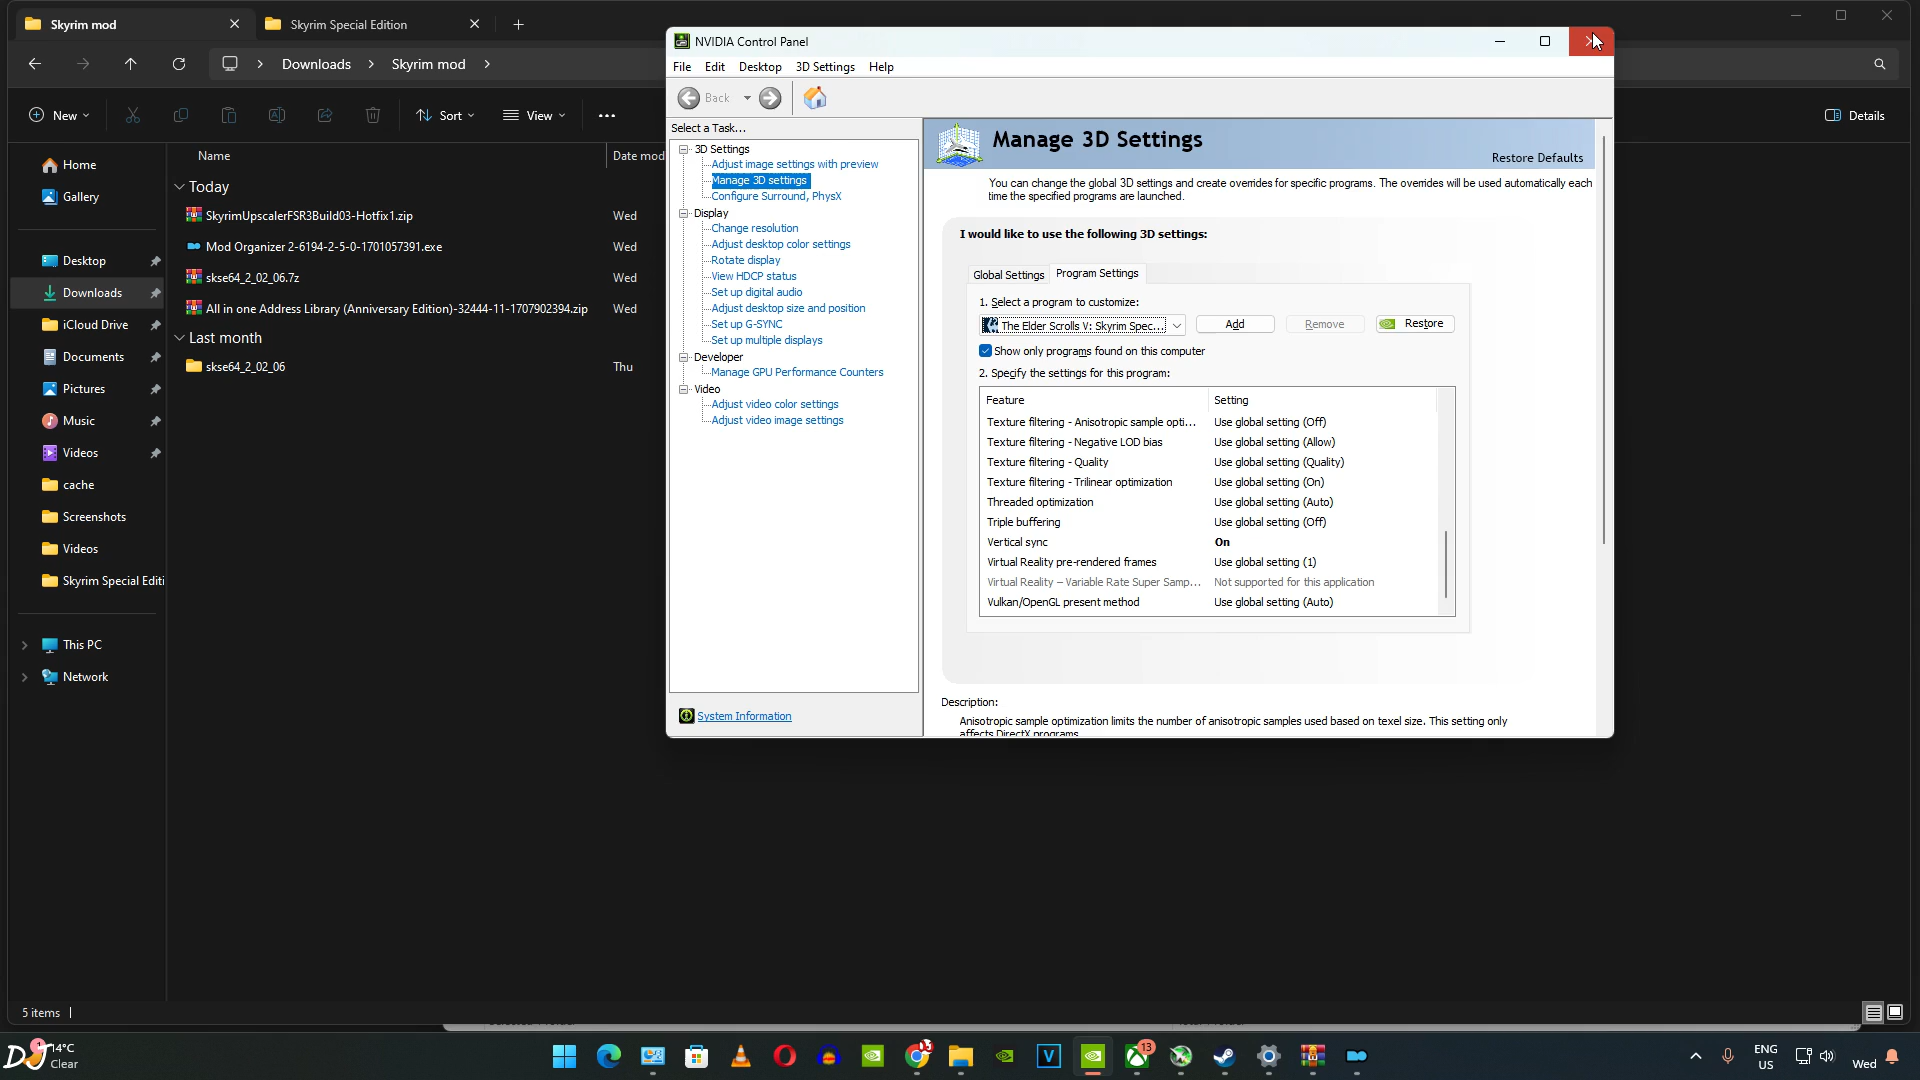 Skyrim mod
Skyrim Special Edition
Downloads
Skyrim mod
New
Sort
View
Details
Name
Date mod
Today
SkyrimUpscalerFSR3Build03-Hotfix1.zip
Wed
Mod Organizer 2-6194-2-5-0-1701057391.exe
Wed
skse64_2_02_06.7z
Wed
All in one Address Library (Anniversary Edition)-32444-11-1707902394.zip
Wed
Last month
skse64_2_02_06
Thu
Home
Gallery
Desktop
Downloads
iCloud Drive
Documents
Pictures
Music
Videos
cache
Screenshots
Videos
Skyrim Special Editi
This PC
Network
5 items
NVIDIA Control Panel
File Edit Desktop 3D Settings Help
Back
Select a Task...
3D Settings
Adjust image settings with preview
Manage 3D settings
Configure Surround, PhysX
Display
Change resolution
Adjust desktop color settings
Rotate display
View HDCP status
Set up digital audio
Adjust desktop size and position
Set up G-SYNC
Set up multiple displays
Developer
Manage GPU Performance Counters
Video
Adjust video color settings
Adjust video image settings
System Information
Manage 3D Settings
Restore Defaults
You can change the global 3D settings and create overrides for specific programs. The overrides will be used automatically each
time the specified programs are launched.
I would like to use the following 3D settings:
Global Settings
Program Settings
1. Select a program to customize:
The Elder Scrolls V: Skyrim Spec...
Add
Remove
Restore
Show only programs found on this computer
2. Specify the settings for this program:
Feature Setting
Texture filtering - Anisotropic sample opti... Use global setting (Off)
Texture filtering - Negative LOD bias Use global setting (Allow)
Texture filtering - Quality Use global setting (Quality)
Texture filtering - Trilinear optimization Use global setting (On)
Threaded optimization Use global setting (Auto)
Triple buffering Use global setting (Off)
Vertical sync On
Virtual Reality pre-rendered frames Use global setting (1)
Virtual Reality – Variable Rate Super Samp... Not supported for this application
Vulkan/OpenGL present method Use global setting (Auto)
Description:
Anisotropic sample optimization limits the number of anisotropic samples used based on texel size. This setting only
affects DirectX programs
14°C
Clear
V
13
ENG
US
Wed